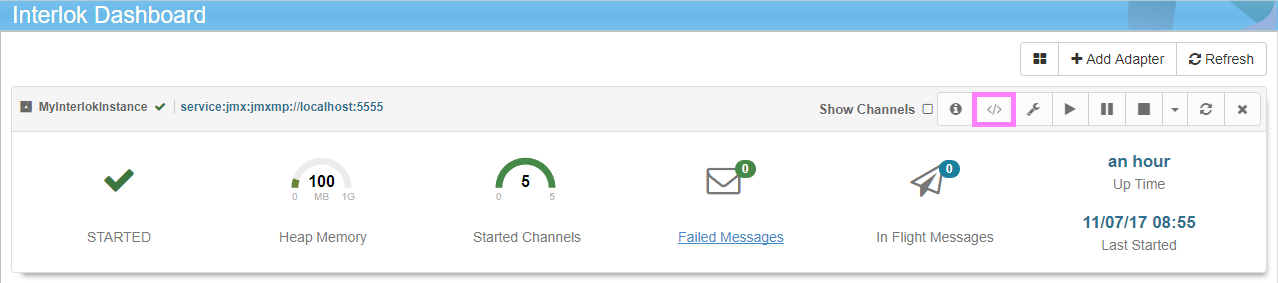 Interlok Dashboard
Add Adapter Refresh
MyInterlokInstance service:jmx:jmxmp://localhost:5555 Show Channels </>
100 5 0 0 an hour
0 MB 1G 0 5 Up Time
STARTED Heap Memory Started Channels Failed Messages In Flight Messages 11/07/17 08:55
Last Started